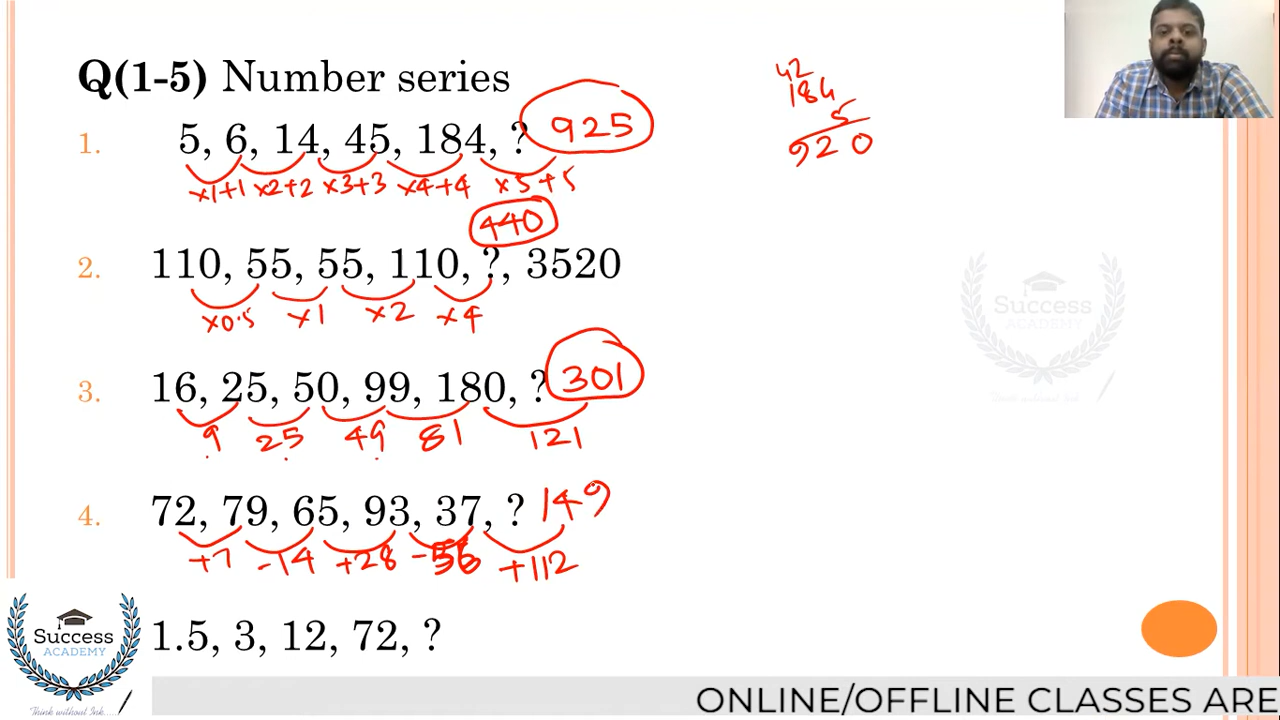 Q(1-5) Number series
42
184
5
920
1. 5, 6, 14, 45, 184, ? 925
×1+1 ×2+2 ×3+3 ×4+4 ×5+5
440
2. 110, 55, 55, 110, ?, 3520
×0.5 ×1 ×2 ×4
Success
ACADEMY
3. 16, 25, 50, 99, 180, ? 301
9 25 49 81 121
4. 72, 79, 65, 93, 37, ? 149
+7 -14 +28 -56 +112
1.5, 3, 12, 72, ?
Success
ACADEMY
Think without Ink.....
ONLINE/OFFLINE CLASSES ARE